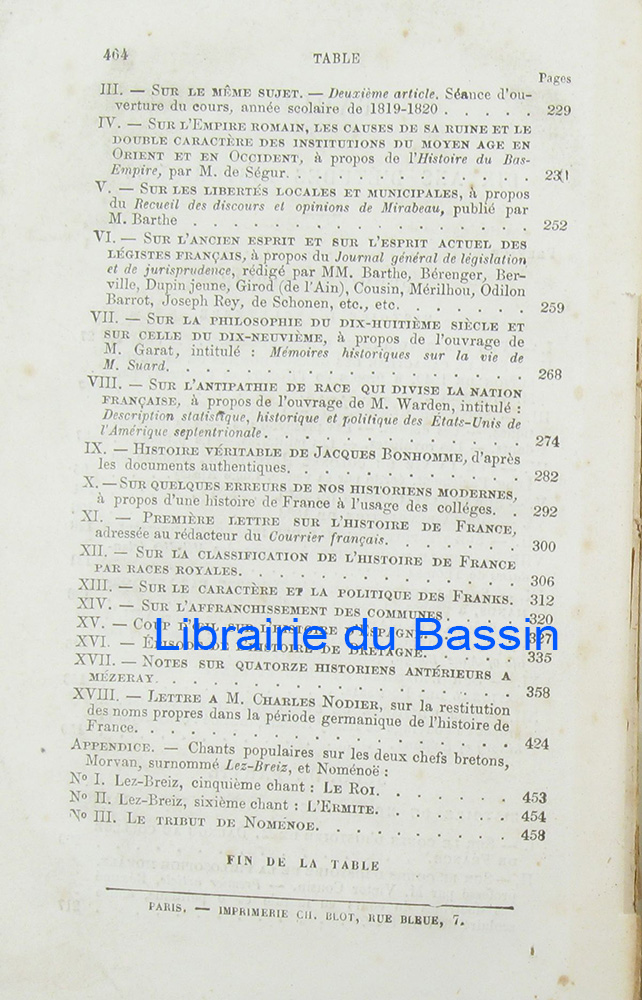 464 TABLE
Pages
III. — SUR LE MÊME SUJET. — Deuxième article. Séance d'ou-
verture du cours, année scolaire de 1819-1820 . . . . . 229
IV. — SUR L'EMPIRE ROMAIN, LES CAUSES DE SA RUINE ET LE
DOUBLE CARACTÈRE DES INSTITUTIONS DU MOYEN AGE EN
ORIENT ET EN OCCIDENT, à propos de l'Histoire du Bas-
Empire, par M. de Ségur. . . . . . . . . . . . . 231
V. — SUR LES LIBERTÉS LOCALES ET MUNICIPALES, à propos
du Recueil des discours et opinions de Mirabeau, publié par
M. Barthe . . . . . . . . . . . . . . 252
VI. — SUR L'ANCIEN ESPRIT ET SUR L'ESPRIT ACTUEL DES
LÉGISTES FRANÇAIS, à propos du Journal général de législation
et de jurisprudence, rédigé par MM. Barthe, Bérenger, Ber-
ville, Dupin jeune, Girod (de l'Ain), Cousin, Mérilhou, Odilon
Barrot, Joseph Rey, de Schonen, etc., etc. . . . . . . 259
VII. — SUR LA PHILOSOPHIE DU DIX-HUITIÈME SIÈCLE ET
SUR CELLE DU DIX-NEUVIÈME, à propos de l'ouvrage de
M. Garat, intitulé : Mémoires historiques sur la vie de
M. Suard. . . . . . . . . . . . . . . 268
VIII. — SUR L'ANTIPATHIE DE RACE QUI DIVISE LA NATION
FRANÇAISE, à propos de l'ouvrage de M. Warden, intitulé :
Description statistique, historique et politique des États-Unis de
l'Amérique septentrionale. . . . . . . . . . . . 274
IX. — HISTOIRE VÉRITABLE DE JACQUES BONHOMME, d'après
les documents authentiques. . . . . . . . . . . 282
X. — SUR QUELQUES ERREURS DE NOS HISTORIENS MODERNES,
à propos d'une histoire de France à l'usage des collèges. . 292
XI. — PREMIÈRE LETTRE SUR L'HISTOIRE DE FRANCE,
adressée au rédacteur du Courrier français. . . . . . . 300
XII. — SUR LA CLASSIFICATION DE L'HISTOIRE DE FRANCE
PAR RACES ROYALES. . . . . . . . . . . . . 306
XIII. — SUR LE CARACTÈRE ET LA POLITIQUE DES FRANKS. 312
XIV. — SUR L'AFFRANCHISSEMENT DES COMMUNES . . . . 320
XV. — COUP D'ŒIL SUR L'HISTOIRE D'ESPAGNE . . . . 327
XVI. — ÉPISODE DE L'HISTOIRE DE BRETAGNE. . . . . 335
Librairie du Bassin
XVII. — NOTES SUR QUATORZE HISTORIENS ANTÉRIEURS A
MÉZERAY. . . . . . . . . . . . . . . 358
XVIII. — LETTRE A M. CHARLES NODIER, sur la restitution
des noms propres dans la période germanique de l'histoire de
France. . . . . . . . . . . . . . . . 424
APPENDICE. — Chants populaires sur les deux chefs bretons,
Morvan, surnommé Lez-Breiz, et Noménoë :
No I. Lez-Breiz, cinquième chant : LE ROI. . . . . . . 453
No II. Lez-Breiz, sixième chant : L'ERMITE. . . . . . . 454
No III. LE TRIBUT DE NOMÉNOE. . . . . . . . . 458
FIN DE LA TABLE
PARIS. — IMPRIMERIE CH. BLOT, RUE BLEUE, 7.